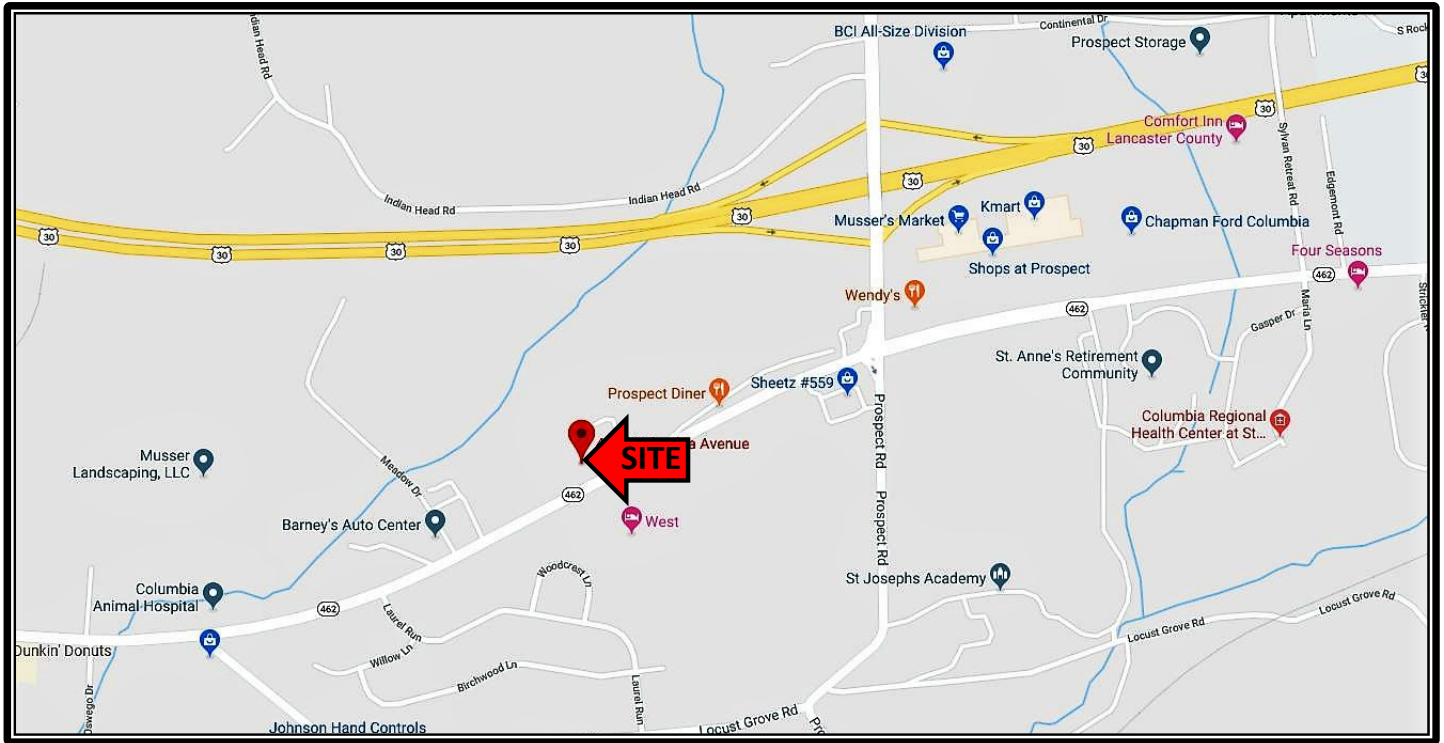 Indian Head Rd
BCI All-Size Division
Continental Dr
Prospect Storage
S Rock
30
30
Comfort Inn
Lancaster County
30
30
Sylvan Retreat Rd
Edgemont Rd
Indian Head Rd
Indian Head Rd
30
30
30
30
30
Musser's Market
Kmart
Shops at Prospect
Chapman Ford Columbia
Four Seasons
462
Wendy's
462
Maria Ln
Gasper Dr
St. Anne's Retirement
Community
Sheetz #559
Prospect Diner
Prospect Rd
Columbia Regional
Health Center at St...
a Avenue
SITE
Musser
Landscaping, LLC
Meadow Dr
462
West
Prospect Rd
Barney's Auto Center
Woodcrest Ln
St Josephs Academy
Columbia
Animal Hospital
462
Laurel Run
Locust Grove Rd
Locust Grove Rd
Dunkin' Donuts
Willow Ln
Birchwood Ln
Laurel Run
Oswego Dr
Johnson Hand Controls
Locust Grove Rd
Pr